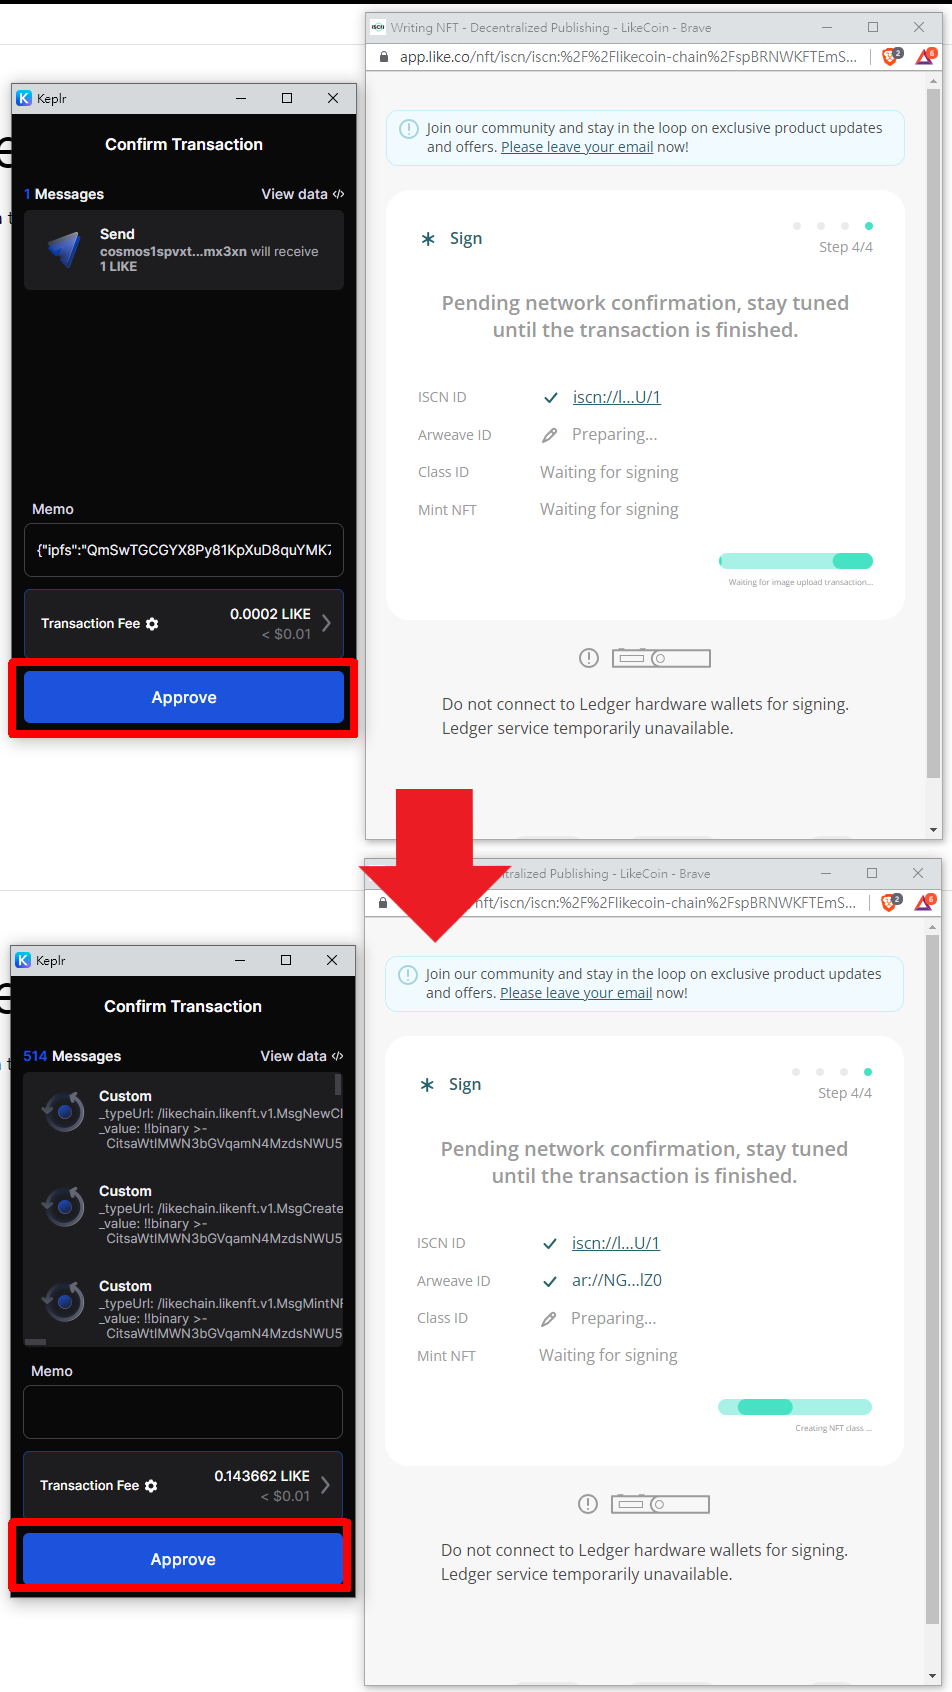 Writing NFT - Decentralized Publishing - LikeCoin - Brave
app.like.co/nft/iscn/iscn:%2F%2Flikecoin-chain%2FspBRNWKFTEmS...
Join our community and stay in the loop on exclusive product updates
and offers. Please leave your email now!
Sign
Step 4/4
Pending network confirmation, stay tuned
until the transaction is finished.
ISCN ID
iscn://l...U/1
Arweave ID
Preparing...
Class ID
Waiting for signing
Mint NFT
Waiting for signing
Waiting for image upload transaction...
Do not connect to Ledger hardware wallets for signing.
Ledger service temporarily unavailable.
Keplr
Confirm Transaction
1 Messages
View data </>
Send
cosmos1spvxt...mx3xn will receive
1 LIKE
Memo
{"ipfs":"QmSwTGCGYX8Py81KpXuD8quYMK7
Transaction Fee
0.0002 LIKE
< $0.01
Approve
ntralized Publishing - LikeCoin - Brave
nft/iscn/iscn:%2F%2Flikecoin-chain%2FspBRNWKFTEmS...
Join our community and stay in the loop on exclusive product updates
and offers. Please leave your email now!
Sign
Step 4/4
Pending network confirmation, stay tuned
until the transaction is finished.
ISCN ID
iscn://l...U/1
Arweave ID
ar://NG...lZ0
Class ID
Preparing...
Mint NFT
Waiting for signing
Creating NFT class ...
Do not connect to Ledger hardware wallets for signing.
Ledger service temporarily unavailable.
Keplr
Confirm Transaction
514 Messages
View data </>
Custom
_typeUrl: /likechain.likenft.v1.MsgNewCl
_value: !!binary >-
CitsaWtlMWN3bGVqamN4MzdsNWU5
Custom
_typeUrl: /likechain.likenft.v1.MsgCreate
_value: !!binary >-
CitsaWtlMWN3bGVqamN4MzdsNWU5
Custom
_typeUrl: /likechain.likenft.v1.MsgMintNF
_value: !!binary >-
CitsaWtlMWN3bGVqamN4MzdsNWU5
Memo
Transaction Fee
0.143662 LIKE
< $0.01
Approve